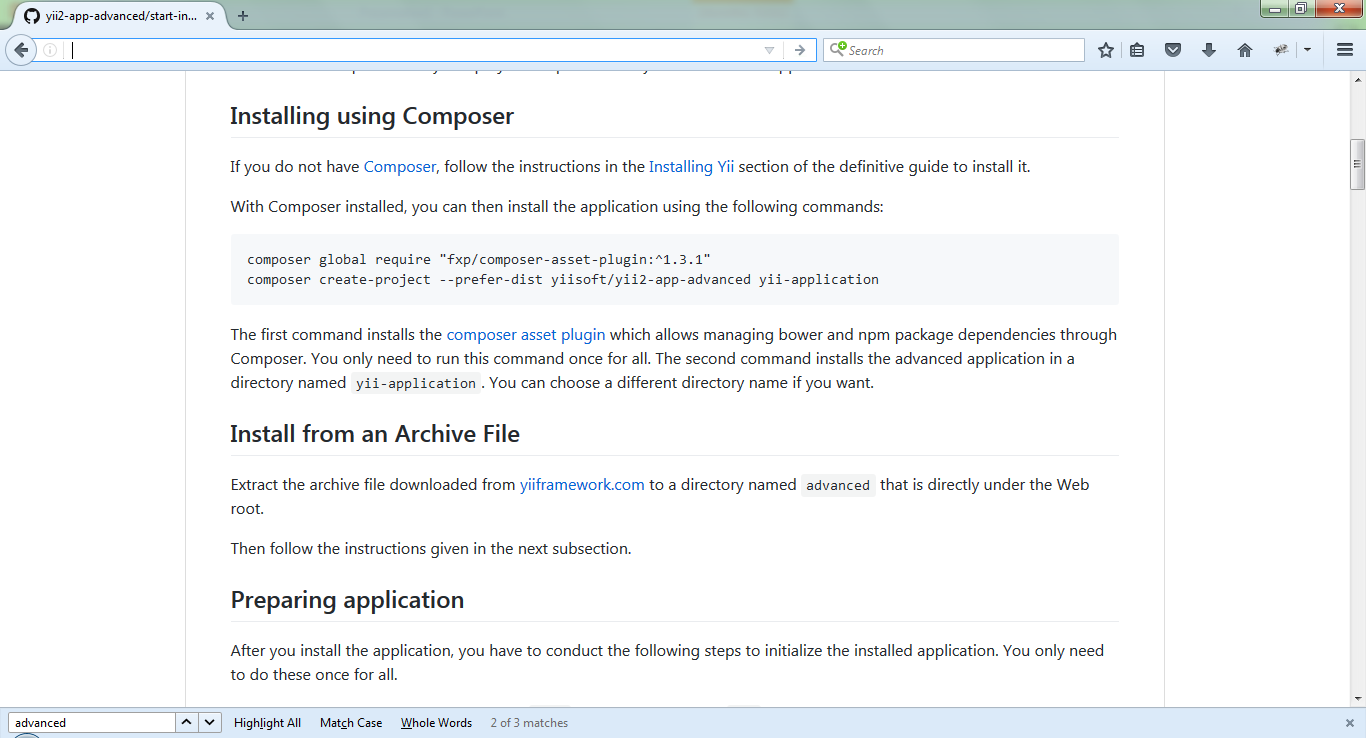 yii2-app-advanced/start-in...
Search
Installing using Composer
If you do not have Composer, follow the instructions in the Installing Yii section of the definitive guide to install it.
With Composer installed, you can then install the application using the following commands:
composer global require "fxp/composer-asset-plugin:^1.3.1"
composer create-project --prefer-dist yiisoft/yii2-app-advanced yii-application
The first command installs the composer asset plugin which allows managing bower and npm package dependencies through
Composer. You only need to run this command once for all. The second command installs the advanced application in a
directory named yii-application. You can choose a different directory name if you want.
Install from an Archive File
Extract the archive file downloaded from yiiframework.com to a directory named advanced that is directly under the Web
root.
Then follow the instructions given in the next subsection.
Preparing application
After you install the application, you have to conduct the following steps to initialize the installed application. You only need
to do these once for all.
advanced Highlight All Match Case Whole Words 2 of 3 matches